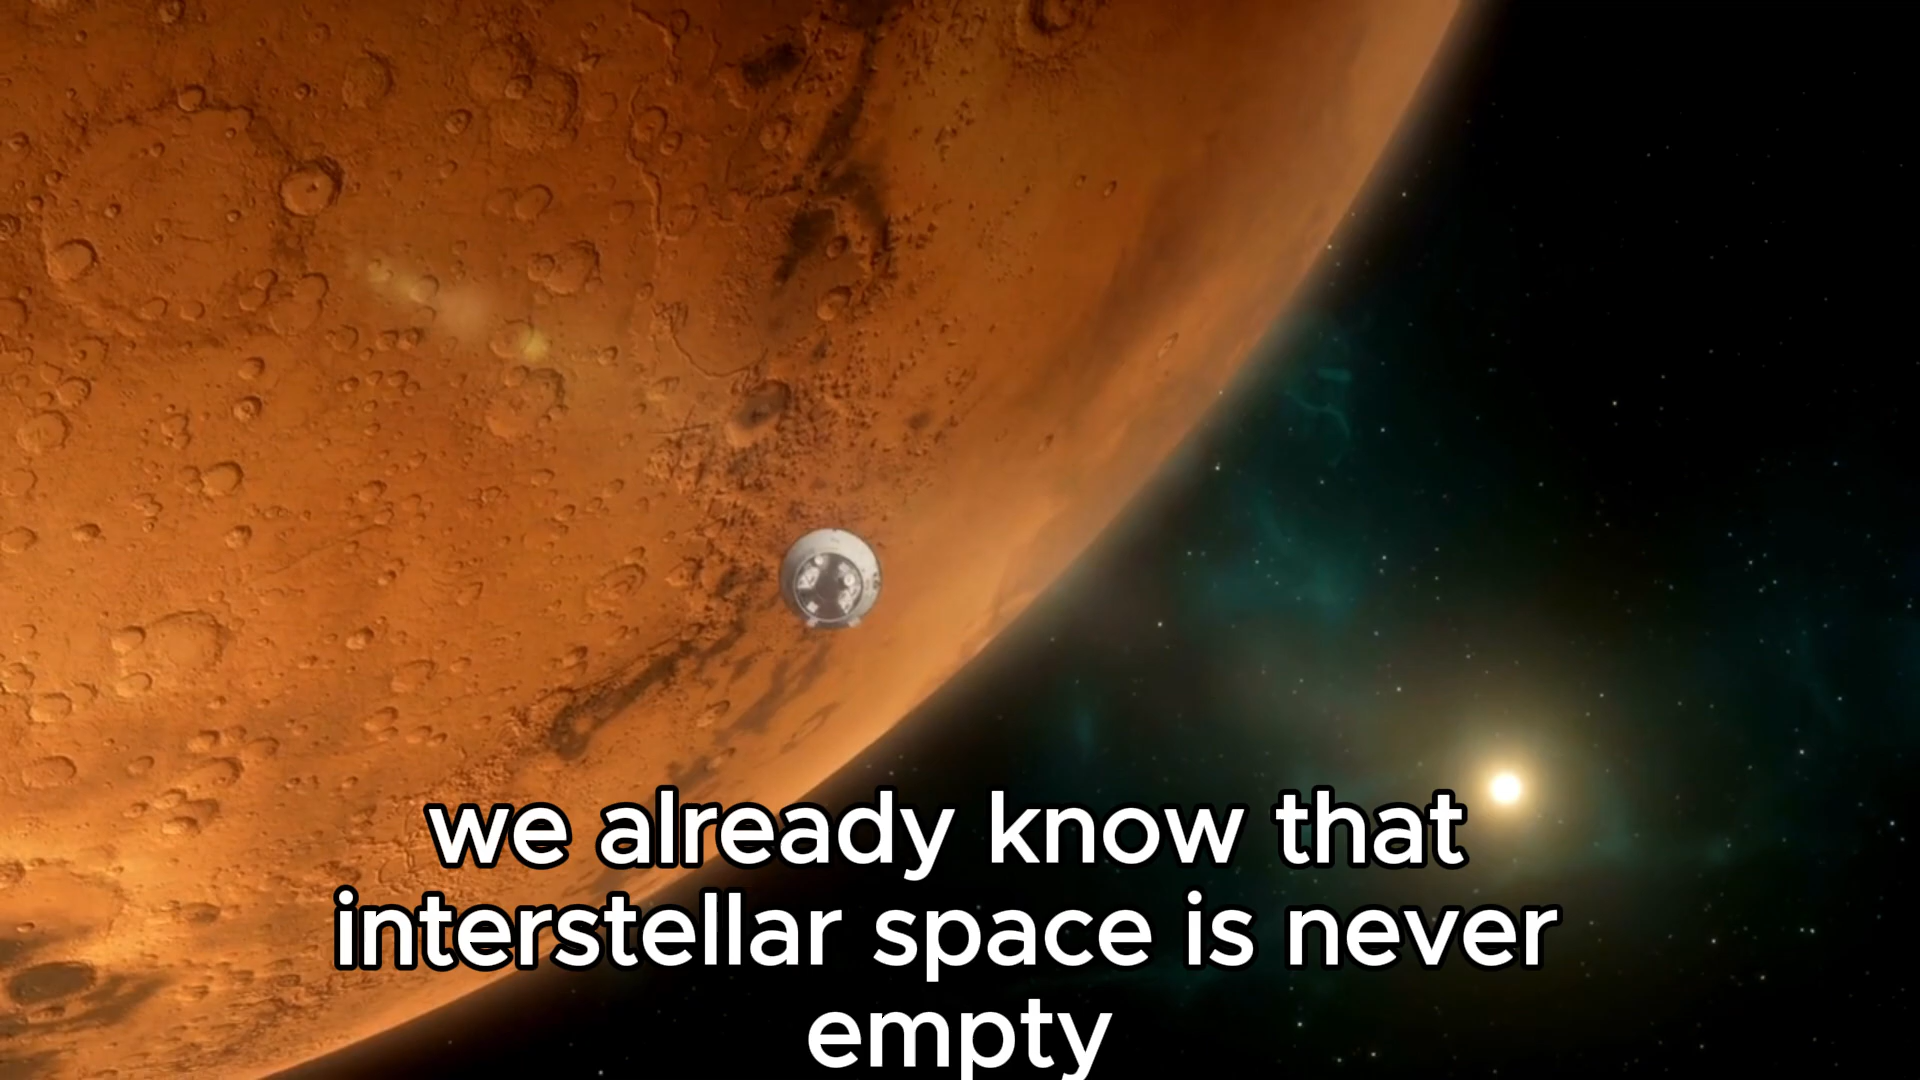 we already know that
interstellar space is never
empty